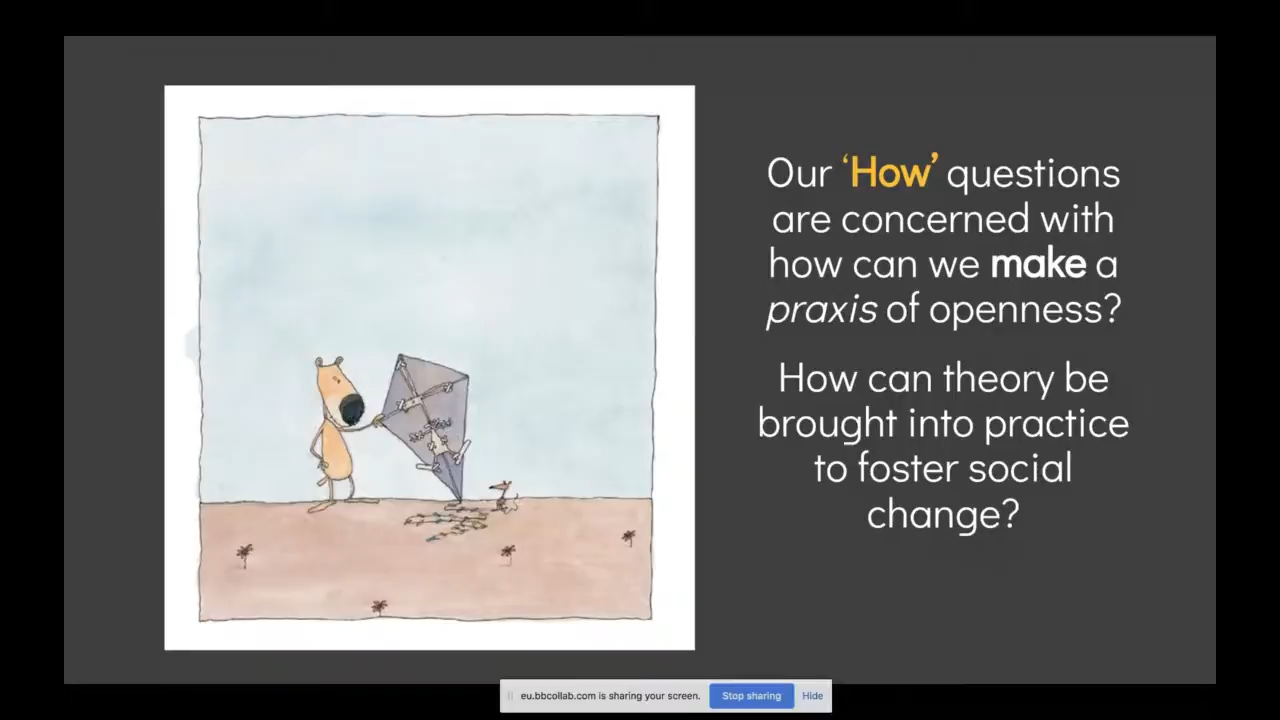 Our ‘How’ questions
are concerned with
how can we make a
praxis of openness?
How can theory be
brought into practice
to foster social
change?
eu.bbcollab.com is sharing your screen. Stop sharing Hide